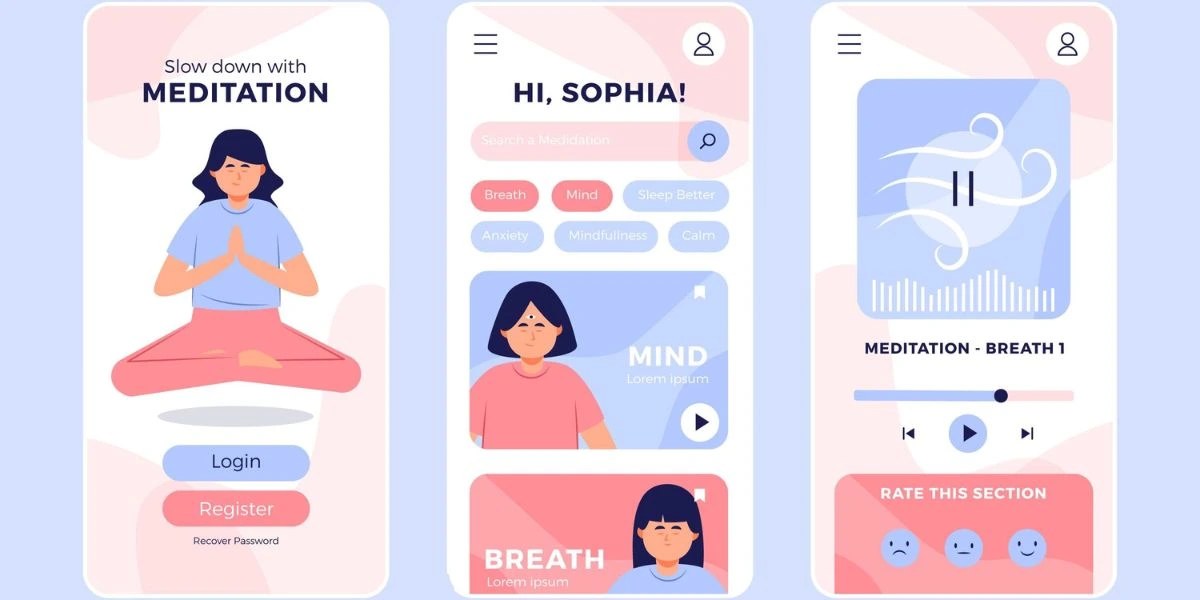 Slow down with
MEDITATION
Login
Register
Recover Password
HI, SOPHIA!
Search a Medidation
Breath Mind Sleep Better
Anxiety Mindfullness Calm
MIND
Lorem ipsum
BREATH
Lorem ipsum
MEDITATION - BREATH 1
RATE THIS SECTION